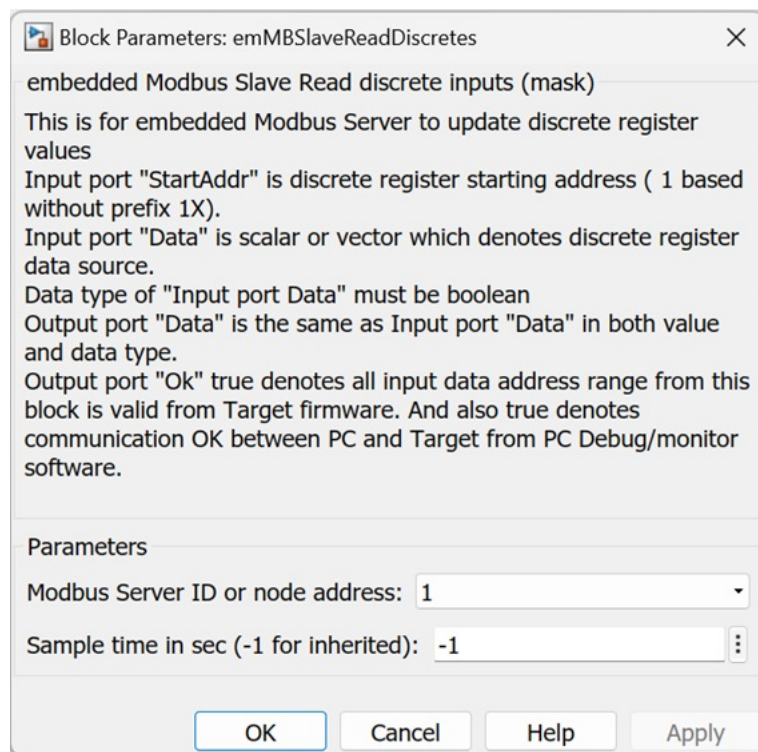 Block Parameters: emMBSlaveReadDiscretes
embedded Modbus Slave Read discrete inputs (mask)
This is for embedded Modbus Server to update discrete register
values
Input port "StartAddr" is discrete register starting address ( 1 based
without prefix 1X).
Input port "Data" is scalar or vector which denotes discrete register
data source.
Data type of "Input port Data" must be boolean
Output port "Data" is the same as Input port "Data" in both value
and data type.
Output port "Ok" true denotes all input data address range from this
block is valid from Target firmware. And also true denotes
communication OK between PC and Target from PC Debug/monitor
software.
Parameters
Modbus Server ID or node address: 1
Sample time in sec (-1 for inherited): -1
OK Cancel Help Apply